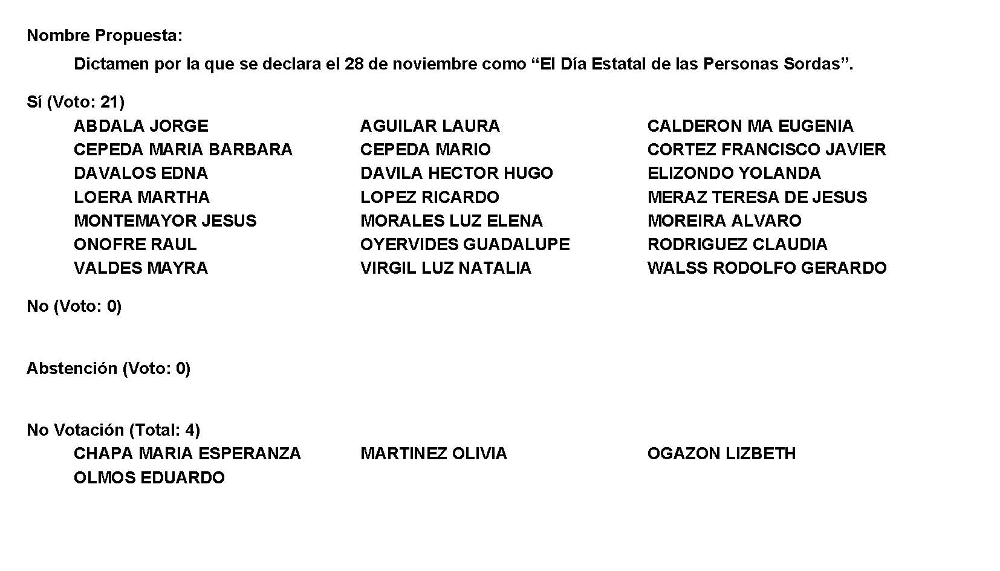 Nombre Propuesta:
Dictamen por la que se declara el 28 de noviembre como “El Día Estatal de las Personas Sordas”.
Sí (Voto: 21)
ABDALA JORGE AGUILAR LAURA CALDERON MA EUGENIA
CEPEDA MARIA BARBARA CEPEDA MARIO CORTEZ FRANCISCO JAVIER
DAVALOS EDNA DAVILA HECTOR HUGO ELIZONDO YOLANDA
LOERA MARTHA LOPEZ RICARDO MERAZ TERESA DE JESUS
MONTEMAYOR JESUS MORALES LUZ ELENA MOREIRA ALVARO
ONOFRE RAUL OYERVIDES GUADALUPE RODRIGUEZ CLAUDIA
VALDES MAYRA VIRGIL LUZ NATALIA WALSS RODOLFO GERARDO
No (Voto: 0)
Abstención (Voto: 0)
No Votación (Total: 4)
CHAPA MARIA ESPERANZA MARTINEZ OLIVIA OGAZON LIZBETH
OLMOS EDUARDO